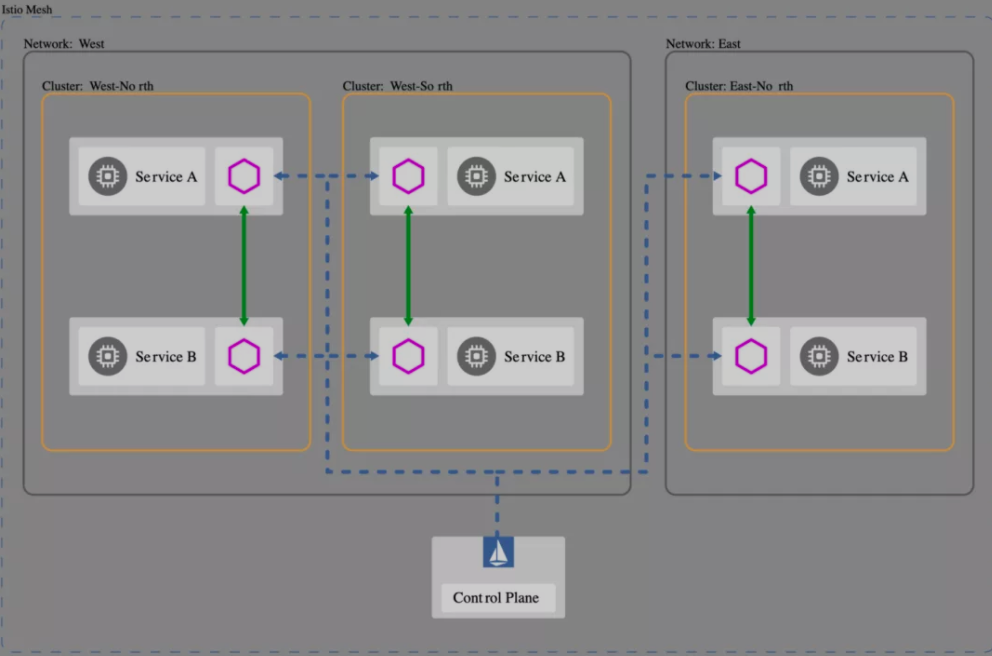 Istio Mesh
Network: West
Network: East
Cluster: West-No rth
Cluster: West-So rth
Cluster: East-No rth
Service A
Service A
Service A
Service B
Service B
Service B
Control Plane